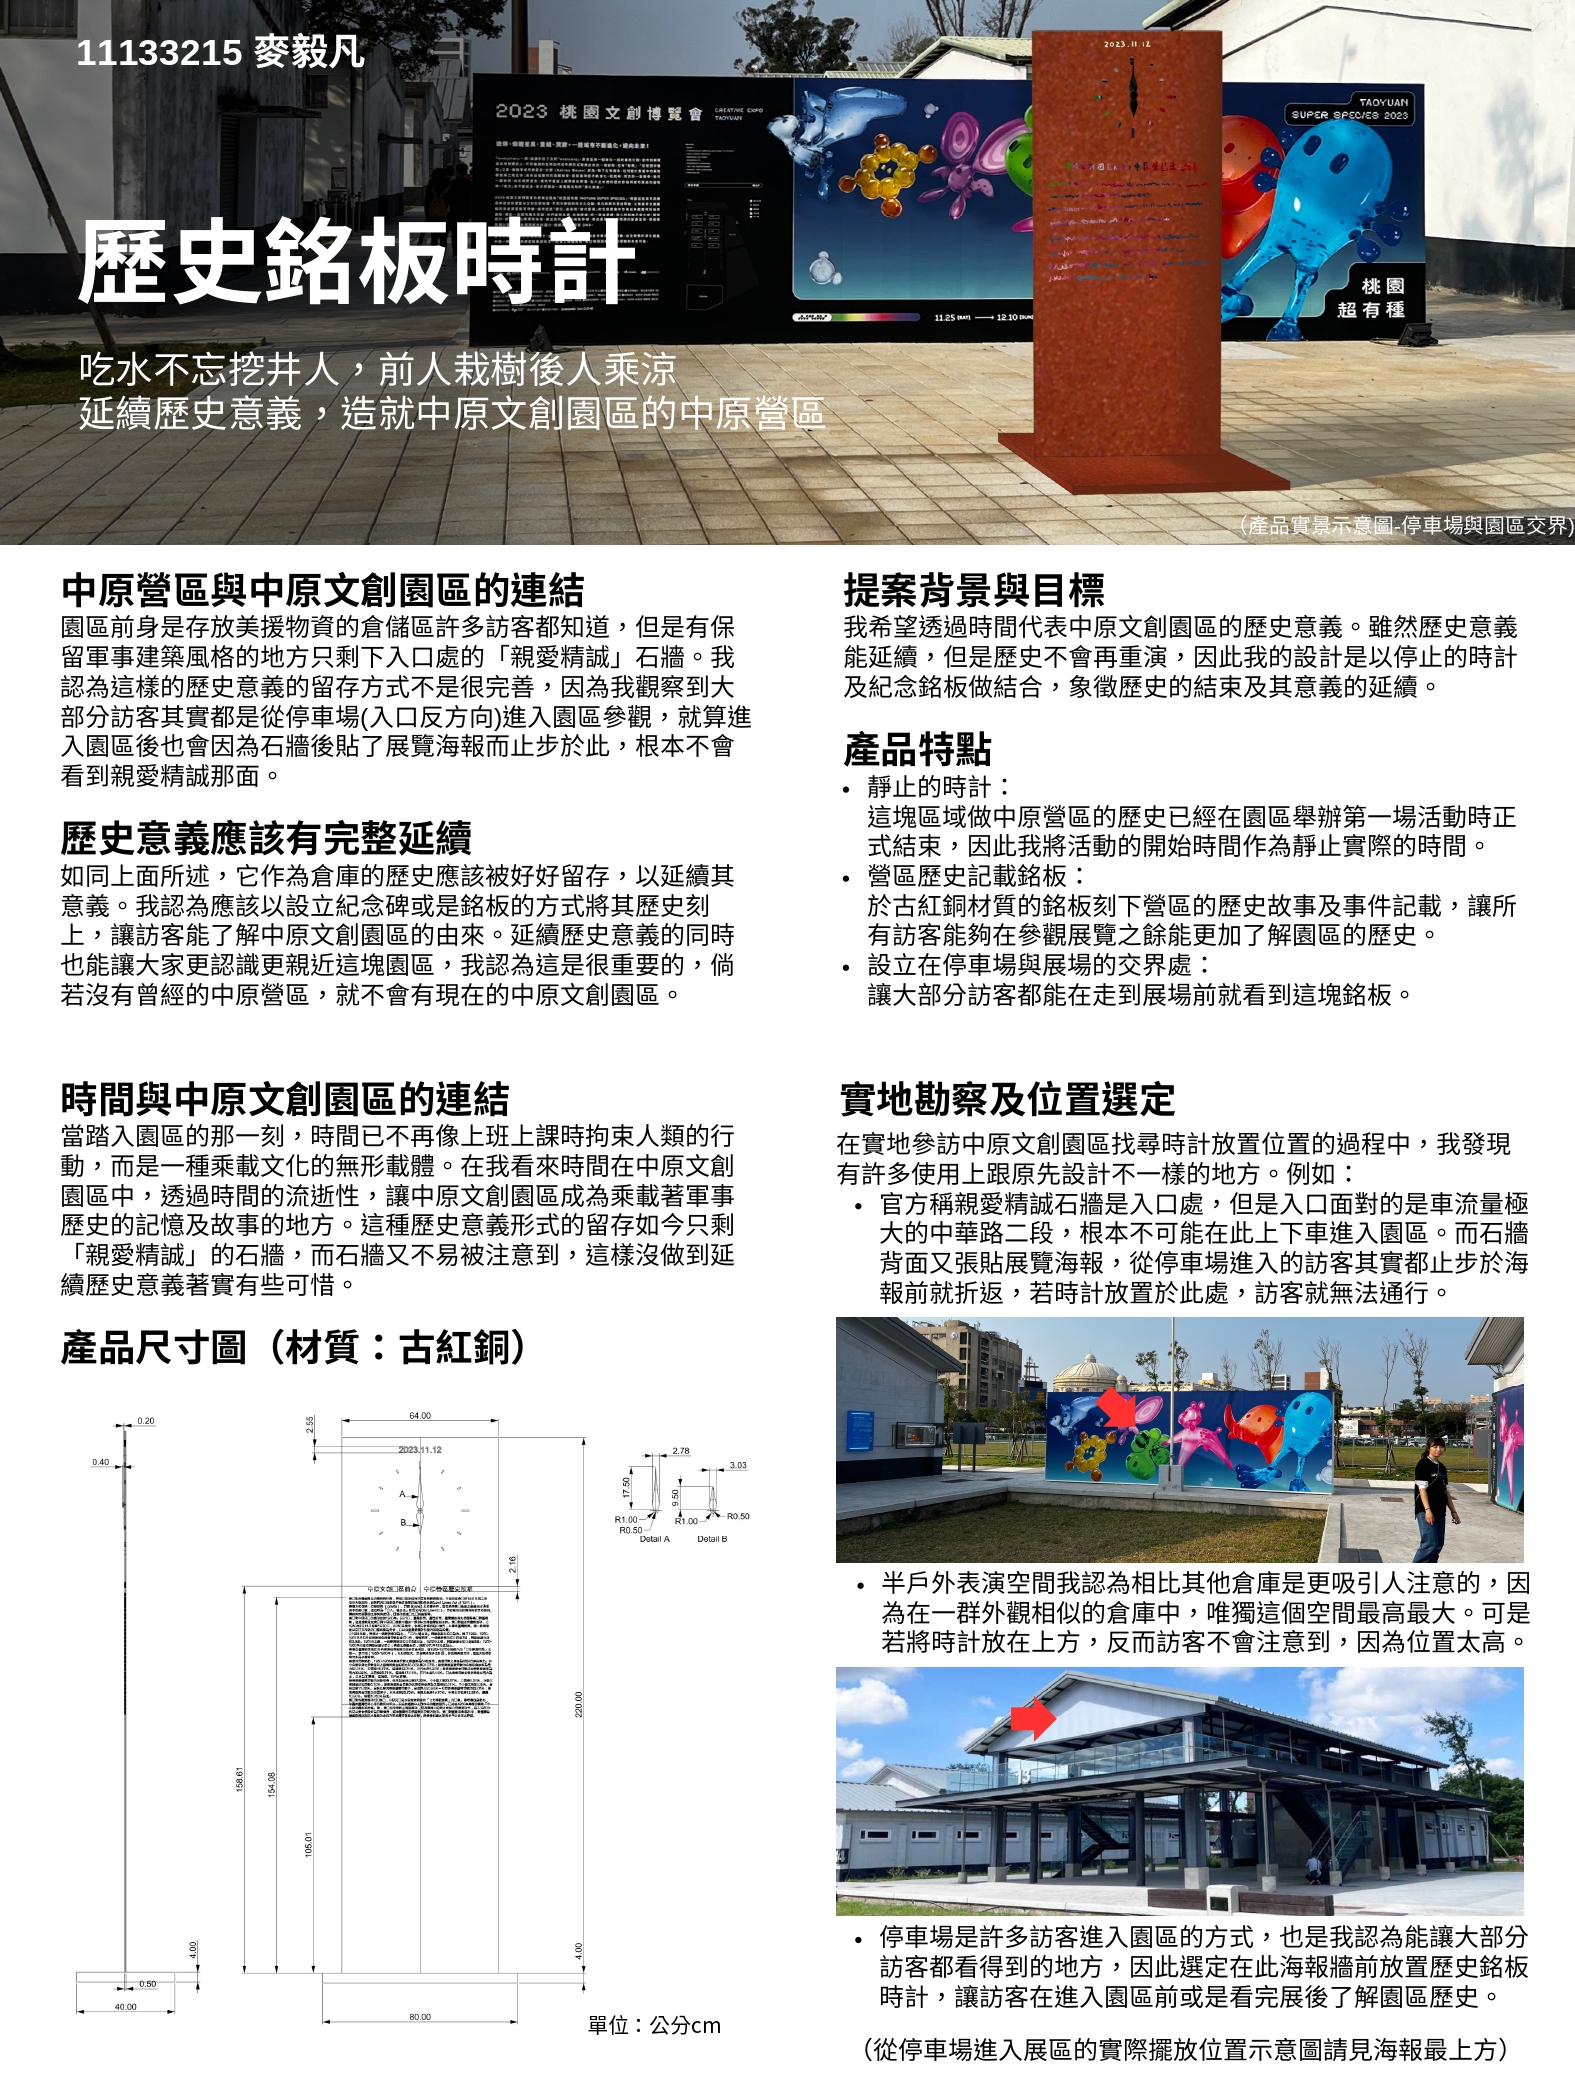 11133215 麥毅凡
2023.11.12
2023 桃園文創博覽會 CREATIVE EXPO TAOYUAN
TAOYUAN
SUPER SPECIES 2023
歷史銘板時計
11.25 [SAT] → 12.10 [SUN]
桃園
超有種
吃水不忘挖井人，前人栽樹後人乘涼
延續歷史意義，造就中原文創園區的中原營區
（產品實景示意圖-停車場與園區交界)
中原營區與中原文創園區的連結
園區前身是存放美援物資的倉儲區許多訪客都知道，但是有保
留軍事建築風格的地方只剩下入口處的「親愛精誠」石牆。我
認為這樣的歷史意義的留存方式不是很完善，因為我觀察到大
部分訪客其實都是從停車場(入口反方向)進入園區參觀，就算進
入園區後也會因為石牆後貼了展覽海報而止步於此，根本不會
看到親愛精誠那面。
歷史意義應該有完整延續
如同上面所述，它作為倉庫的歷史應該被好好留存，以延續其
意義。我認為應該以設立紀念碑或是銘板的方式將其歷史刻
上，讓訪客能了解中原文創園區的由來。延續歷史意義的同時
也能讓大家更認識更親近這塊園區，我認為這是很重要的，倘
若沒有曾經的中原營區，就不會有現在的中原文創園區。
提案背景與目標
我希望透過時間代表中原文創園區的歷史意義。雖然歷史意義
能延續，但是歷史不會再重演，因此我的設計是以停止的時計
及紀念銘板做結合，象徵歷史的結束及其意義的延續。
產品特點
• 靜止的時計：
這塊區域做中原營區的歷史已經在園區舉辦第一場活動時正
式結束，因此我將活動的開始時間作為靜止實際的時間。
• 營區歷史記載銘板：
於古紅銅材質的銘板刻下營區的歷史故事及事件記載，讓所
有訪客能夠在參觀展覽之餘能更加了解園區的歷史。
• 設立在停車場與展場的交界處：
讓大部分訪客都能在走到展場前就看到這塊銘板。
時間與中原文創園區的連結
當踏入園區的那一刻，時間已不再像上班上課時拘束人類的行
動，而是一種乘載文化的無形載體。在我看來時間在中原文創
園區中，透過時間的流逝性，讓中原文創園區成為乘載著軍事
歷史的記憶及故事的地方。這種歷史意義形式的留存如今只剩
「親愛精誠」的石牆，而石牆又不易被注意到，這樣沒做到延
續歷史意義著實有些可惜。
產品尺寸圖（材質：古紅銅）
0.20
0.40
4.00
0.50
40.00
2.55
64.00
2023.11.12
A
B
2.16
158.61
154.08
105.01
220.00
4.00
80.00
2.78
17.50
R1.00
R0.50
Detail A
3.03
9.50
R1.00
R0.50
Detail B
單位：公分cm
實地勘察及位置選定
在實地參訪中原文創園區找尋時計放置位置的過程中，我發現
有許多使用上跟原先設計不一樣的地方。例如：
• 官方稱親愛精誠石牆是入口處，但是入口面對的是車流量極
大的中華路二段，根本不可能在此上下車進入園區。而石牆
背面又張貼展覽海報，從停車場進入的訪客其實都止步於海
報前就折返，若時計放置於此處，訪客就無法通行。
• 半戶外表演空間我認為相比其他倉庫是更吸引人注意的，因
為在一群外觀相似的倉庫中，唯獨這個空間最高最大。可是
若將時計放在上方，反而訪客不會注意到，因為位置太高。
13
• 停車場是許多訪客進入園區的方式，也是我認為能讓大部分
訪客都看得到的地方，因此選定在此海報牆前放置歷史銘板
時計，讓訪客在進入園區前或是看完展後了解園區歷史。
（從停車場進入展區的實際擺放位置示意圖請見海報最上方）